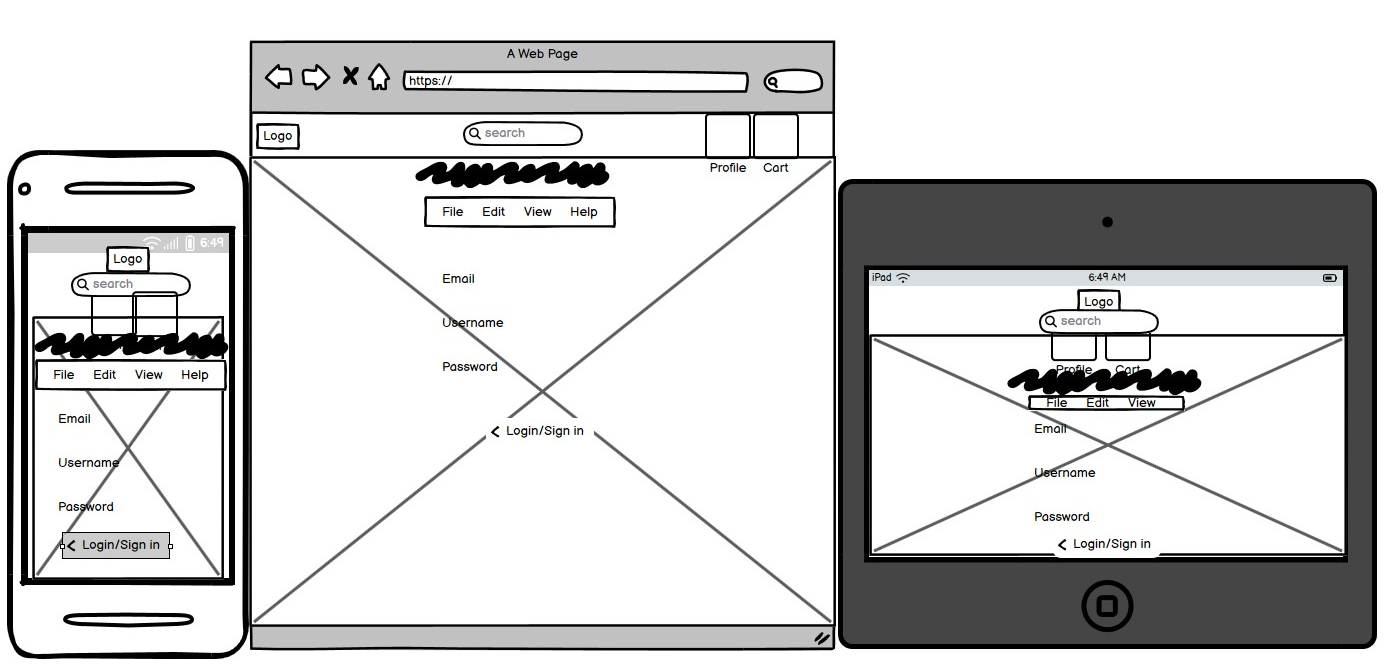 6:49
Logo
search
File Edit View Help
Email
Username
Password
Login/Sign in
A Web Page
https://
Logo
search
Profile Cart
File Edit View Help
Email
Username
Password
Login/Sign in
iPad 6:49 AM
Logo
search
Profile Cart
File Edit View
Email
Username
Password
Login/Sign in